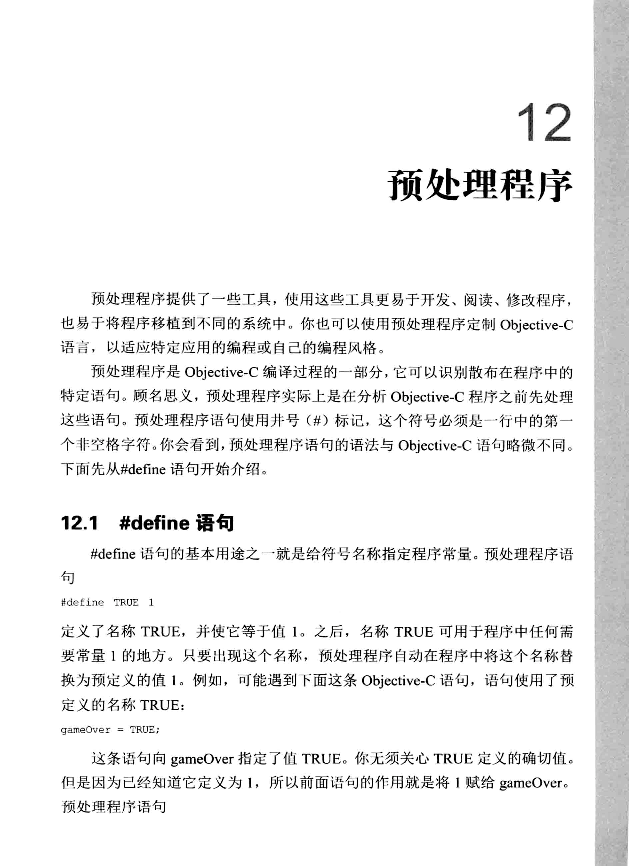 12
预处理程序
预处理程序提供了一些工具，使用这些工具更易于开发、阅读、修改程序，
也易于将程序移植到不同的系统中。你也可以使用预处理程序定制 Objective-C
语言，以适应特定应用的编程或自己的编程风格。
预处理程序是 Objective-C 编译过程的一部分，它可以识别散布在程序中的
特定语句。顾名思义，预处理程序实际上是在分析 Objective-C 程序之前先处理
这些语句。预处理程序语句使用井号（#）标记，这个符号必须是一行中的第一
个非空格字符。你会看到，预处理程序语句的语法与 Objective-C 语句略微不同。
下面先从#define 语句开始介绍。
12.1 #define 语句
#define 语句的基本用途之一就是给符号名称指定程序常量。预处理程序语
句
#define TRUE 1
定义了名称 TRUE，并使它等于值 1。之后，名称 TRUE 可用于程序中任何需
要常量 1 的地方。只要出现这个名称，预处理程序自动在程序中将这个名称替
换为预定义的值 1。例如，可能遇到下面这条 Objective-C 语句，语句使用了预
定义的名称 TRUE：
gameOver = TRUE;
这条语句向 gameOver 指定了值 TRUE。你无须关心 TRUE 定义的确切值。
但是因为已经知道它定义为 1，所以前面语句的作用就是将 1 赋给 gameOver。
预处理程序语句